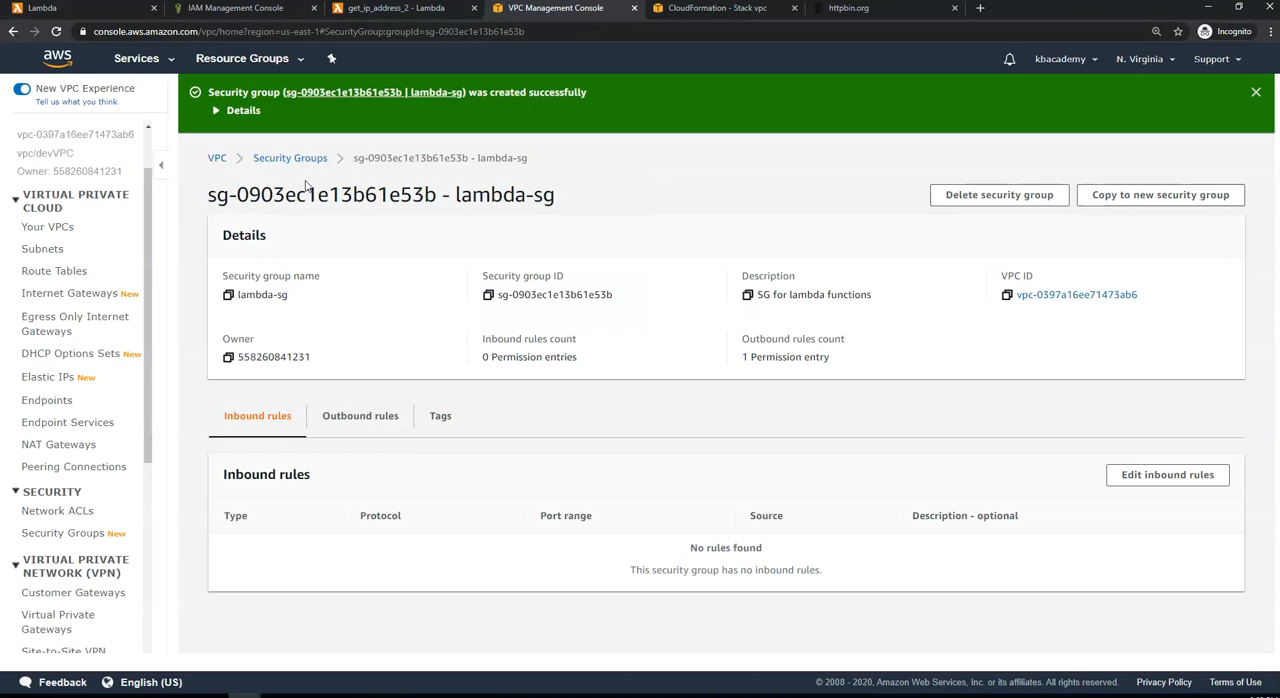 Lambda
IAM Management Console
get_ip_address_2 - Lambda
VPC Management Console
CloudFormation - Stack vpc
httpbin.org
console.aws.amazon.com/vpc/home?region=us-east-1#SecurityGroup:groupId=sg-0903ec1e13b61e53b
Incognito
aws
Services
Resource Groups
kbacademy
N. Virginia
Support
New VPC Experience
Tell us what you think
vpc-0397a16ee71473ab6
vpc/devVPC
Owner: 558260841231
VIRTUAL PRIVATE
CLOUD
Your VPCs
Subnets
Route Tables
Internet Gateways New
Egress Only Internet
Gateways
DHCP Options Sets New
Elastic IPs New
Endpoints
Endpoint Services
NAT Gateways
Peering Connections
SECURITY
Network ACLs
Security Groups New
VIRTUAL PRIVATE
NETWORK (VPN)
Customer Gateways
Virtual Private
Gateways
Site-to-Site VPN
Security group (sg-0903ec1e13b61e53b | lambda-sg) was created successfully
Details
VPC > Security Groups > sg-0903ec1e13b61e53b - lambda-sg
sg-0903ec1e13b61e53b - lambda-sg
Delete security group
Copy to new security group
Details
Security group name
lambda-sg
Security group ID
sg-0903ec1e13b61e53b
Description
SG for lambda functions
VPC ID
vpc-0397a16ee71473ab6
Owner
558260841231
Inbound rules count
0 Permission entries
Outbound rules count
1 Permission entry
Inbound rules
Outbound rules
Tags
Inbound rules
Edit inbound rules
Type
Protocol
Port range
Source
Description - optional
No rules found
This security group has no inbound rules.
Feedback
English (US)
© 2008 - 2020, Amazon Web Services, Inc. or its affiliates. All rights reserved.
Privacy Policy
Terms of Use